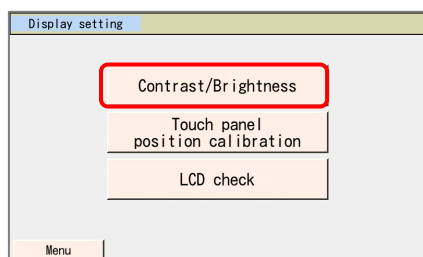 Display setting
Contrast/Brightness
Touch panel
position calibration
LCD check
Menu